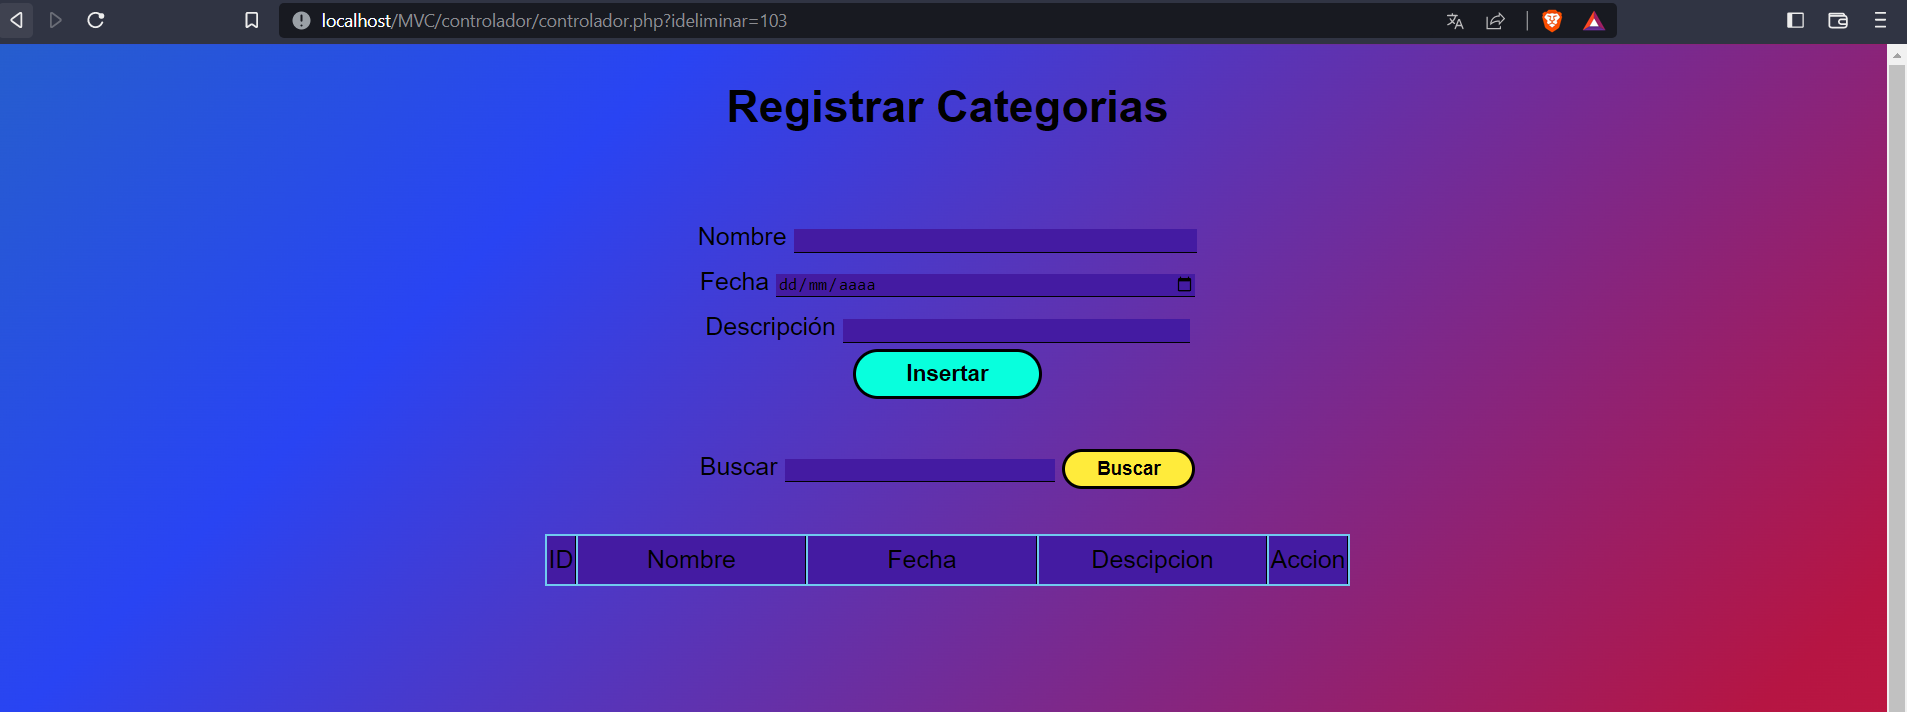 localhost/MVC/controlador/controlador.php?ideliminar=103
Registrar Categorias
Nombre
Fecha dd/mm/aaaa
Descripción
Insertar
Buscar Buscar
ID Nombre Fecha Descipcion Accion